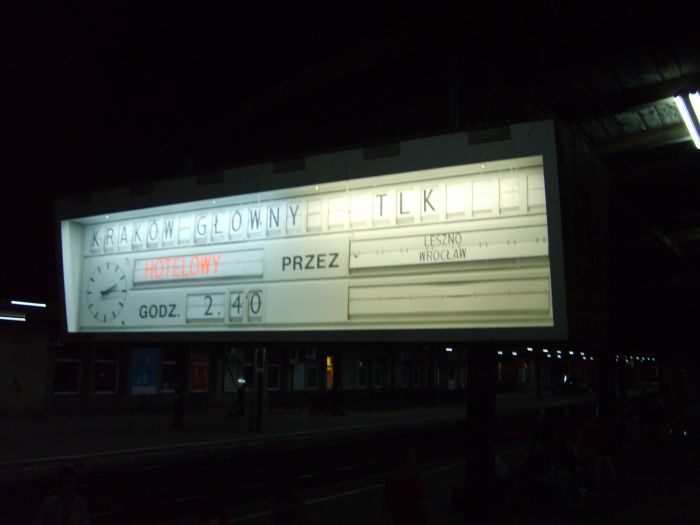 KRAKÓW GŁÓWNY TLK
HOTELOWY
PRZEZ
LESZNO
WROCŁAW
GODZ. 2.40